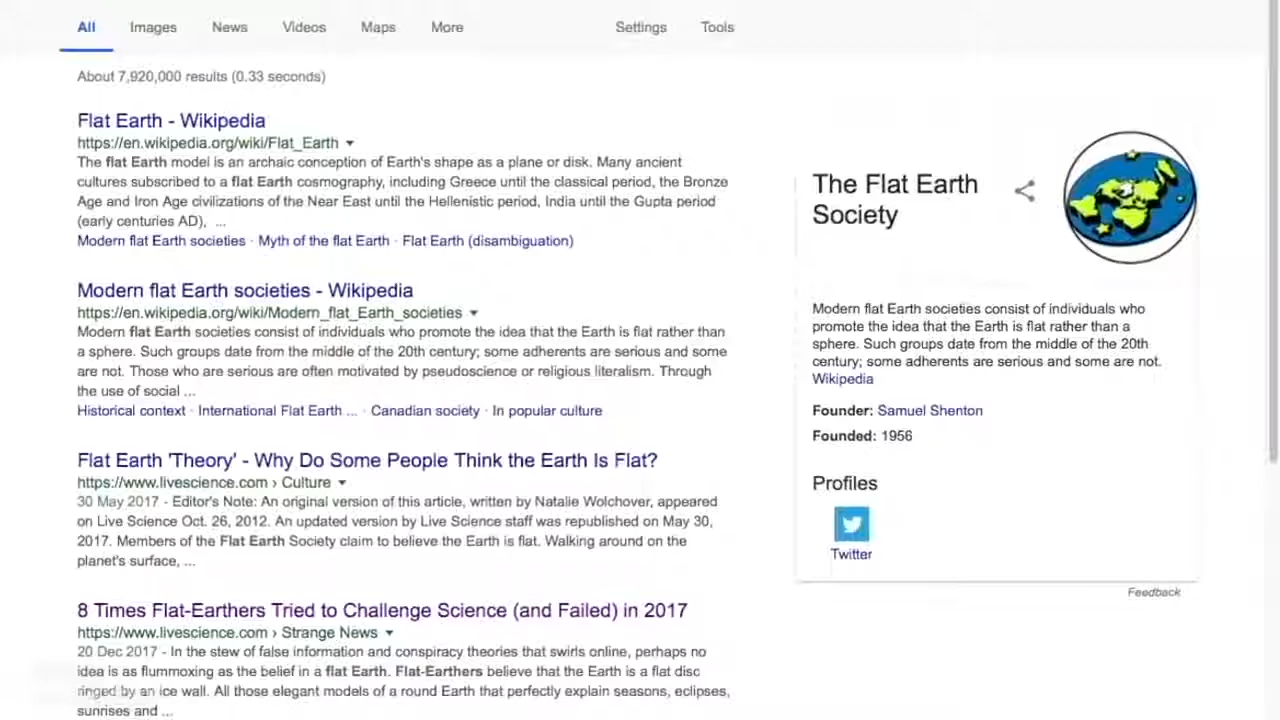 All Images News Videos Maps More Settings Tools
About 7,920,000 results (0.33 seconds)
Flat Earth - Wikipedia
https://en.wikipedia.org/wiki/Flat_Earth
The flat Earth model is an archaic conception of Earth's shape as a plane or disk. Many ancient
cultures subscribed to a flat Earth cosmography, including Greece until the classical period, the Bronze
Age and Iron Age civilizations of the Near East until the Hellenistic period, India until the Gupta period
(early centuries AD), ...
Modern flat Earth societies · Myth of the flat Earth · Flat Earth (disambiguation)
Modern flat Earth societies - Wikipedia
https://en.wikipedia.org/wiki/Modern_flat_Earth_societies
Modern flat Earth societies consist of individuals who promote the idea that the Earth is flat rather than
a sphere. Such groups date from the middle of the 20th century; some adherents are serious and some
are not. Those who are serious are often motivated by pseudoscience or religious literalism. Through
the use of social ...
Historical context · International Flat Earth ... · Canadian society · In popular culture
Flat Earth 'Theory' - Why Do Some People Think the Earth Is Flat?
https://www.livescience.com › Culture
30 May 2017 - Editor's Note: An original version of this article, written by Natalie Wolchover, appeared
on Live Science Oct. 26, 2012. An updated version by Live Science staff was republished on May 30,
2017. Members of the Flat Earth Society claim to believe the Earth is flat. Walking around on the
planet's surface, ...
8 Times Flat-Earthers Tried to Challenge Science (and Failed) in 2017
https://www.livescience.com › Strange News
20 Dec 2017 - In the stew of false information and conspiracy theories that swirls online, perhaps no
idea is as flummoxing as the belief in a flat Earth. Flat-Earthers believe that the Earth is a flat disc
ringed by an ice wall. All those elegant models of a round Earth that perfectly explain seasons, eclipses,
sunrises and ...
The Flat Earth
Society
Modern flat Earth societies consist of individuals who
promote the idea that the Earth is flat rather than a
sphere. Such groups date from the middle of the 20th
century; some adherents are serious and some are not.
Wikipedia
Founder: Samuel Shenton
Founded: 1956
Profiles
Twitter
Feedback